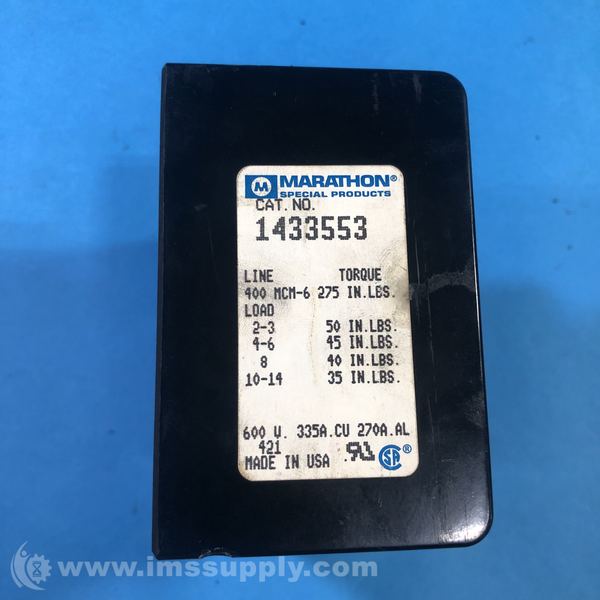 M MARATHON®
SPECIAL PRODUCTS
CAT. NO.
1433553
LINE TORQUE
400 MCM-6 275 IN.LBS.
LOAD
2-3 50 IN.LBS.
4-6 45 IN.LBS.
8 40 IN.LBS.
10-14 35 IN.LBS.
600 V. 335A.CU 270A.AL
421
MADE IN USA
SA ®
© www.imssupply.com